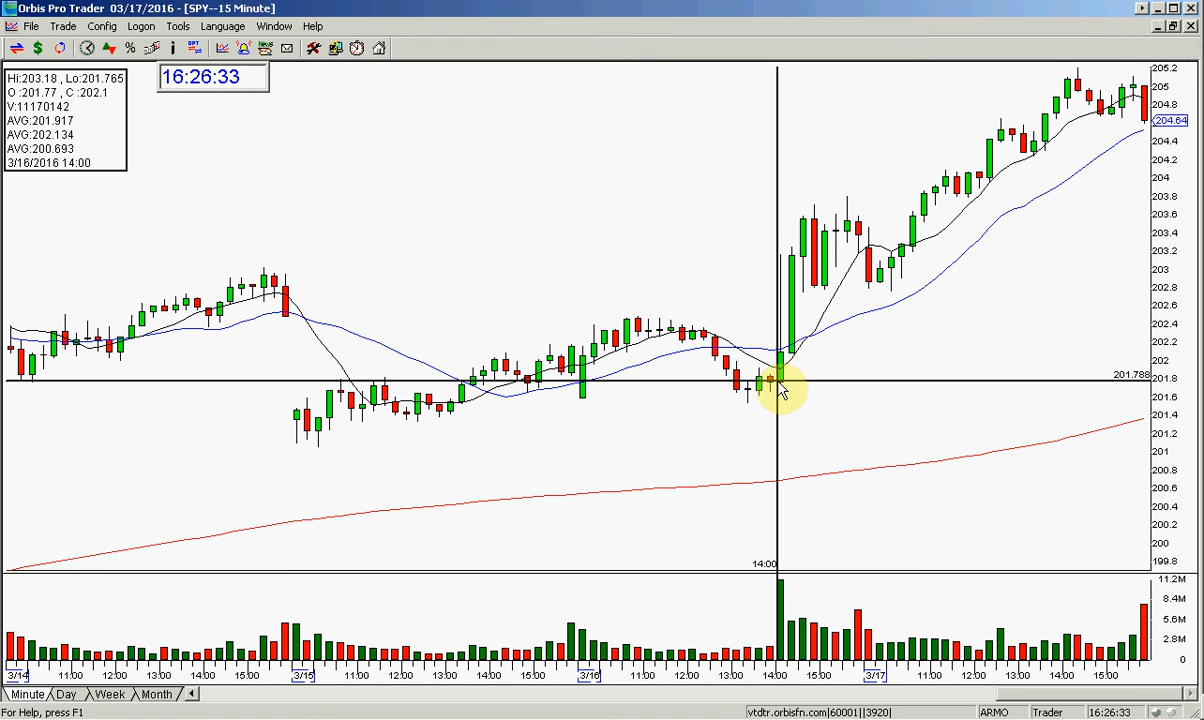 Orbis Pro Trader 03/17/2016 - [SPY--15 Minute]
File Trade Config Logon Tools Language Window Help
Hi:203.18 , Lo:201.765
O :201.77 , C :202.1
V:11170142
AVG:201.917
AVG:202.134
AVG:200.693
3/16/2016 14:00
16:26:33
205.2
205
204.8
204.64
204.4
204.2
204
203.8
203.6
203.4
203.2
203
202.8
202.6
202.4
202.2
202
201.788
201.8
201.6
201.4
201.2
201
200.8
200.6
200.4
200.2
200
199.8
14:00
11.2M
8.4M
5.6M
2.8M
0
3/14 11:00 12:00 13:00 14:00 15:00 3/15 11:00 12:00 13:00 14:00 15:00 3/16 11:00 12:00 13:00 14:00 15:00 3/17 11:00 12:00 13:00 14:00 15:00
Minute Day Week Month
For Help, press F1
vtdtr.orbisfn.com|60001||3920|
ARMO
Trader
16:26:33